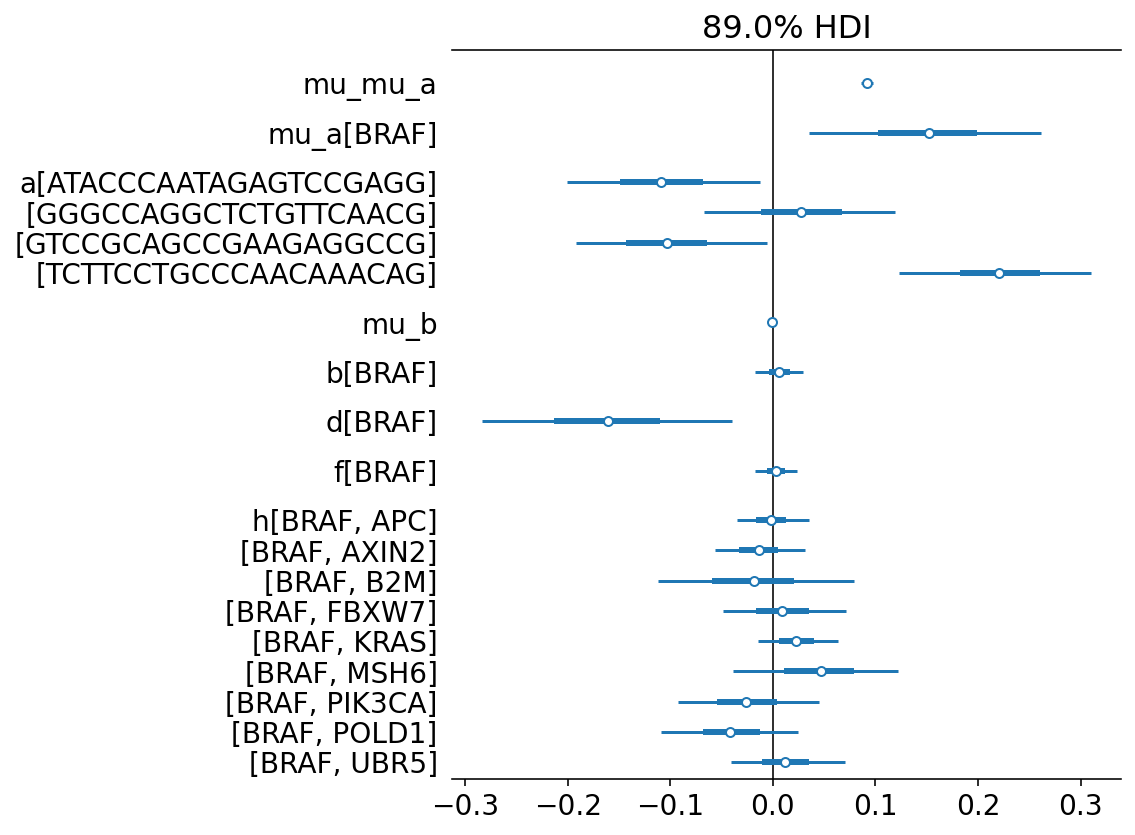 89.0% HDI
mu_mu_a
mu_a[BRAF]
a[ATACCCAATAGAGTCCGAGG]
[GGGCCAGGCTCTGTTCAACG]
[GTCCGCAGCCGAAGAGGCCG]
[TCTTCCTGCCCAACAAACAG]
mu_b
b[BRAF]
d[BRAF]
f[BRAF]
h[BRAF, APC]
[BRAF, AXIN2]
[BRAF, B2M]
[BRAF, FBXW7]
[BRAF, KRAS]
[BRAF, MSH6]
[BRAF, PIK3CA]
[BRAF, POLD1]
[BRAF, UBR5]
−0.3 −0.2 −0.1 0.0 0.1 0.2 0.3